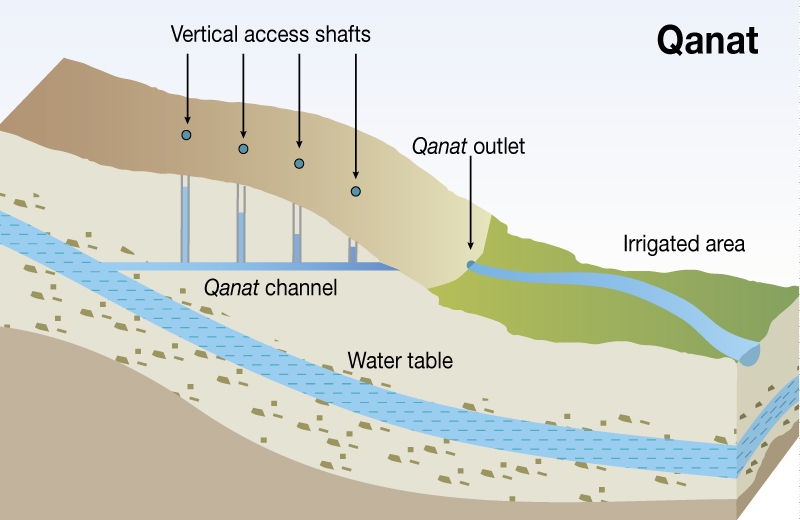 Qanat
Vertical access shafts
Qanat outlet
Irrigated area
Qanat channel
Water table